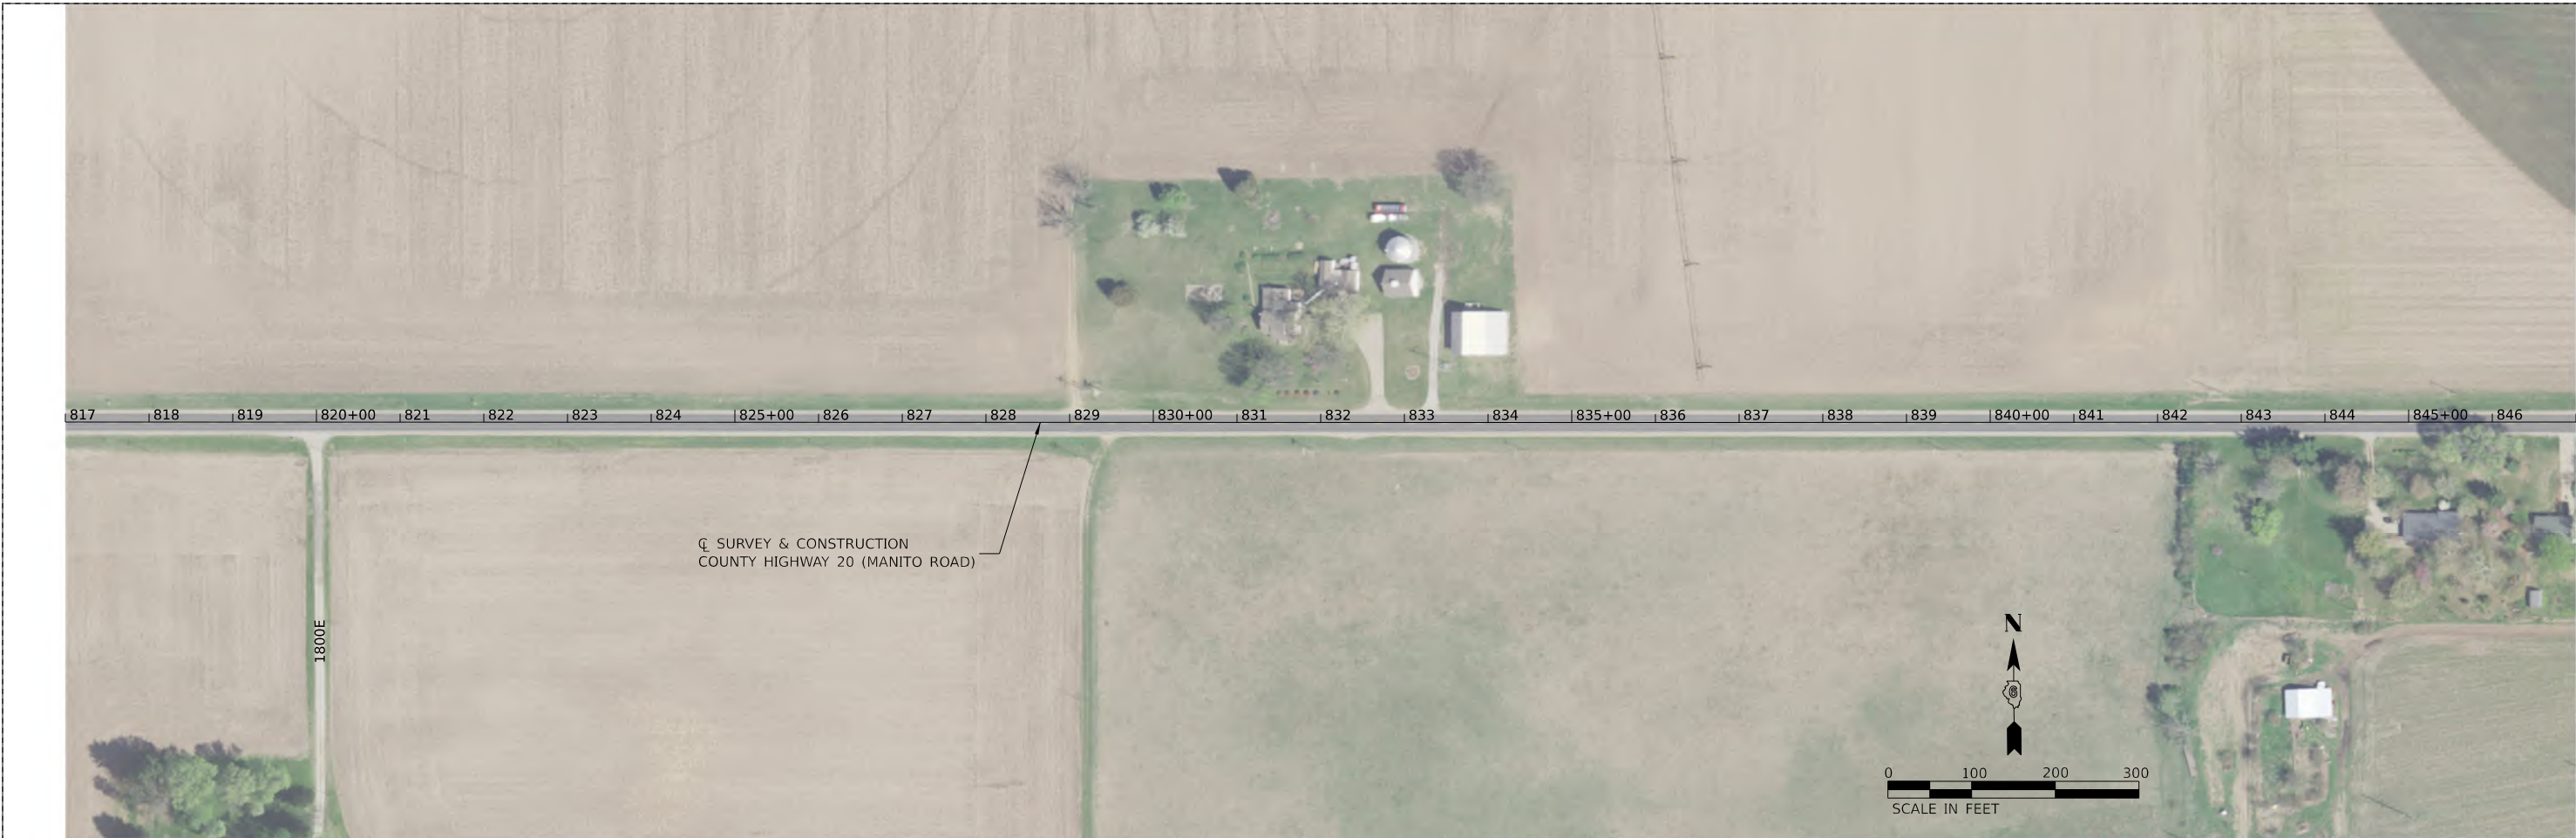 817 818 819 820+00 821 822 823 824 825+00 826 827 828 829 830+00 831 832 833 834 835+00 836 837 838 839 840+00 841 842 843 844 845+00 846
℄ SURVEY & CONSTRUCTION
COUNTY HIGHWAY 20 (MANITO ROAD)
1800E
N
6
0 100 200 300
SCALE IN FEET